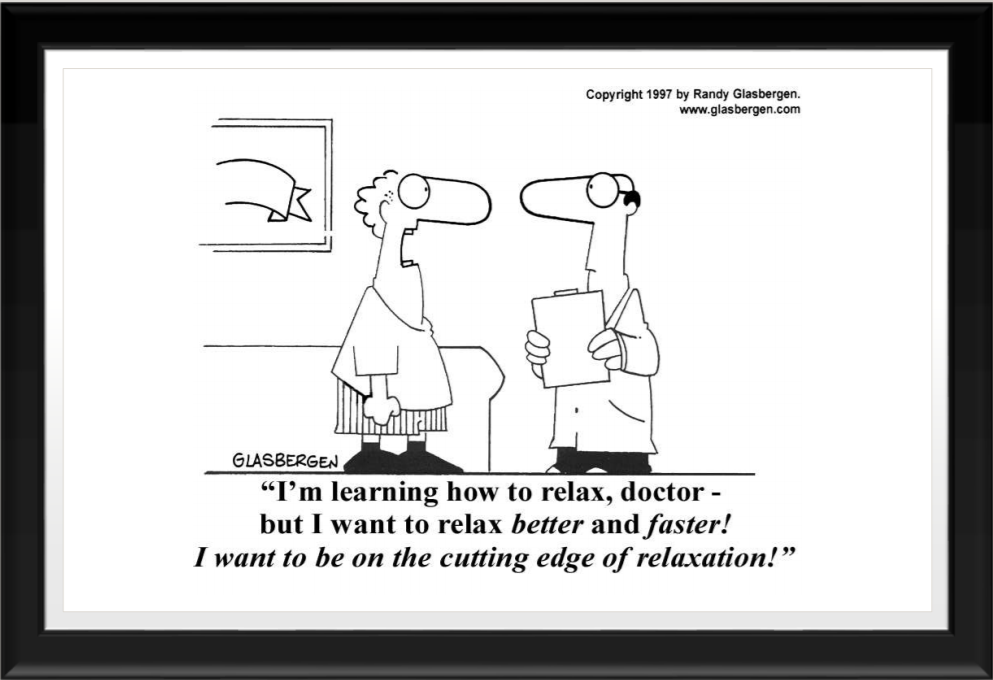 Copyright 1997 by Randy Glasbergen.
www.glasbergen.com
GLASBERGEN
“I’m learning how to relax, doctor -
but I want to relax better and faster!
I want to be on the cutting edge of relaxation!”